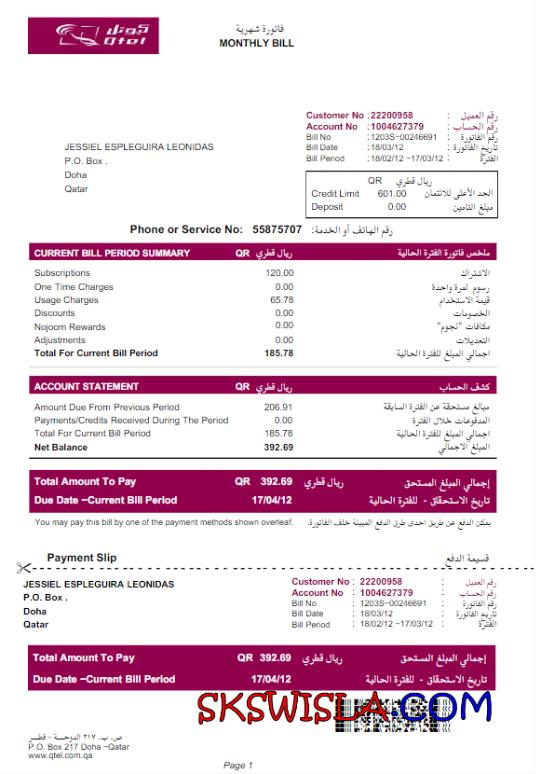 كيوتل
Qtel
فاتورة شهرية
MONTHLY BILL
Customer No : 22200958 : رقم العميل
Account No : 1004627379 : رقم الحساب
Bill No : 1203S-00246691 : رقم الفاتورة
Bill Date : 18/03/12 : تاريخ الفاتورة
Bill Period : 18/02/12 -17/03/12 : الفترة
JESSIEL ESPLEGUIRA LEONIDAS
P.O. Box .
Doha
Qatar
QR ريال قطري
Credit Limit 601.00 الحد الأعلى للائتمان
Deposit 0.00 مبلغ التامين
Phone or Service No: 55875707 رقم الهاتف أو الخدمة:
CURRENT BILL PERIOD SUMMARY QR ريال قطري ملخص فاتورة الفترة الحالية
Subscriptions 120.00 الاشتراك
One Time Charges 0.00 رسوم لمرة واحدة
Usage Charges 65.78 قيمة الاستخدام
Discounts 0.00 الخصومات
Nojoom Rewards 0.00 مكافات "نجوم"
Adjustments 0.00 التعديلات
Total For Current Bill Period 185.78 اجمالي المبلغ للفترة الحالية
ACCOUNT STATEMENT QR ريال قطري كشف الحساب
Amount Due From Previous Period 206.91 مبالغ مستحقة عن الفترة السابقة
Payments/Credits Received During The Period 0.00 المدفوعات خلال الفترة
Total For Current Bill Period 185.78 إجمالي المبلغ للفترة الحالية
Net Balance 392.69 المبلغ الاجمالي
Total Amount To Pay QR 392.69 ريال قطري إجمالي المبلغ المستحق
Due Date -Current Bill Period 17/04/12 تاريخ الاستحقاق - للفترة الحالية
You may pay this bill by one of the payment methods shown overleaf. يمكن الدفع عن طريق احدى طرق الدفع المبينة خلف الفاتورة.
Payment Slip قسيمة الدفع
JESSIEL ESPLEGUIRA LEONIDAS
P.O. Box .
Doha
Qatar
Customer No : 22200958 : رقم العميل
Account No : 1004627379 : رقم الحساب
Bill No : 1203S-00246691 : رقم الفاتورة
Bill Date : 18/03/12 : تاريخ الفاتورة
Bill Period : 18/02/12 -17/03/12 : الفترة
Total Amount To Pay QR 392.69 ريال قطري إجمالي المبلغ المستحق
Due Date -Current Bill Period 17/04/12 تاريخ الاستحقاق - للفترة الحالية
SKSWISLA.COM
ص. ب. ٢١٧ الدوحـة - قطـر
P.O. Box 217 Doha -Qatar
www.qtel.com.qa
Page 1